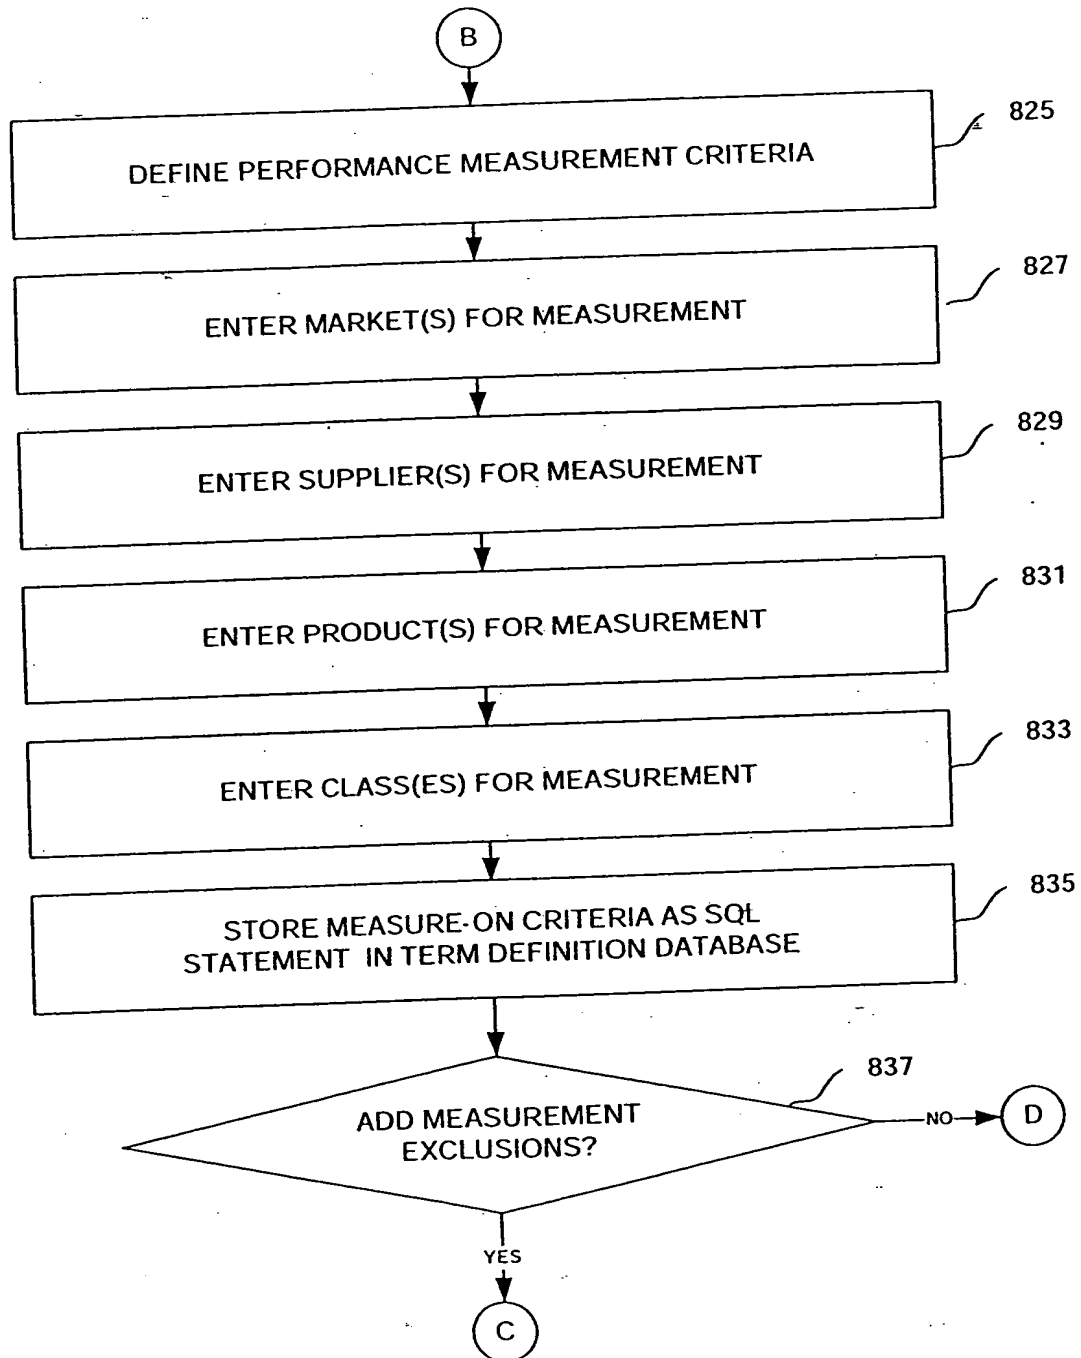 B
825
DEFINE PERFORMANCE MEASUREMENT CRITERIA
827
ENTER MARKET(S) FOR MEASUREMENT
829
ENTER SUPPLIER(S) FOR MEASUREMENT
831
ENTER PRODUCT(S) FOR MEASUREMENT
833
ENTER CLASS(ES) FOR MEASUREMENT
835
STORE MEASURE-ON CRITERIA AS SQL
STATEMENT IN TERM DEFINITION DATABASE
837
ADD MEASUREMENT
EXCLUSIONS?
NO
D
YES
C